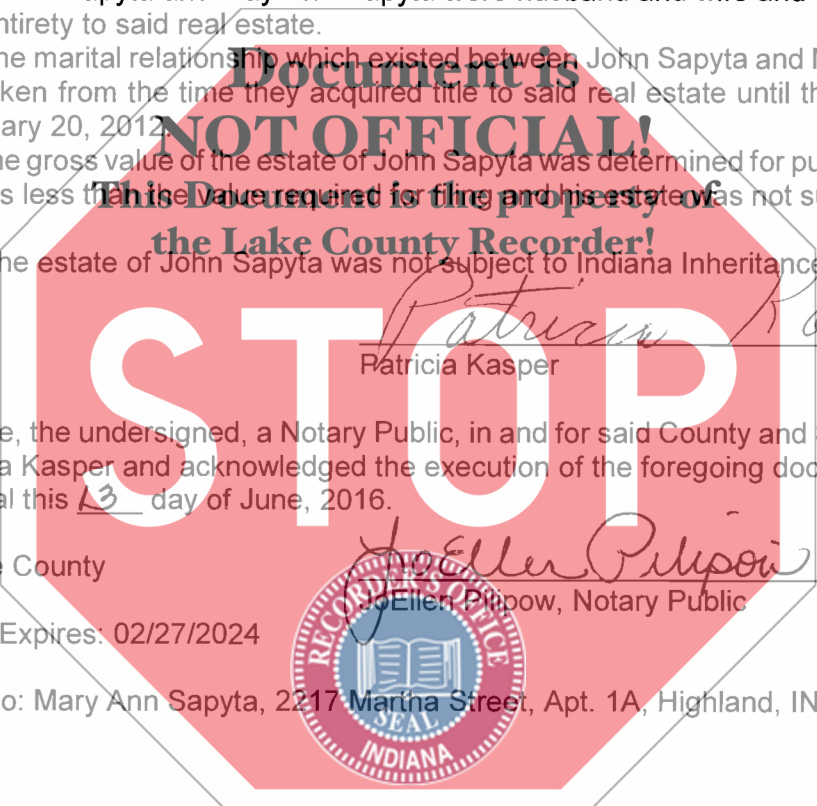 ntirety to said real estate.
he marital relationship which existed between John Sapyta and
Document is
ken from the time they acquired title to said real estate until th
ary 20, 2012.
NOT OFFICIAL!
he gross value of the estate of John Sapyta was determined for pu
s less than the value required for filing and his estate was not su
This Document is the property of
the Lake County Recorder!
he estate of John Sapyta was not subject to Indiana Inheritance
Patricia Ka
Patricia Kasper
STOP
e, the undersigned, a Notary Public, in and for said County and
a Kasper and acknowledged the execution of the foregoing doc
al this 13 day of June, 2016.
JoEllen Pilipow
e County
JoEllen Pilipow, Notary Public
Expires: 02/27/2024
o: Mary Ann Sapyta, 2217 Martha Street, Apt. 1A, Highland, IN
RECORDER'S OFFICE
SEAL
INDIANA